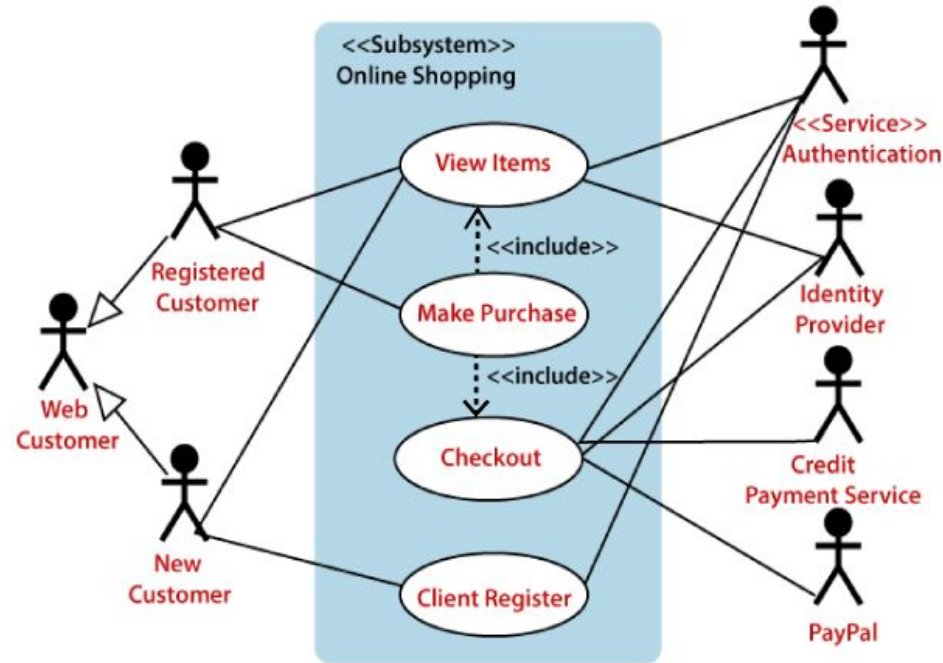 <<Subsystem>>
Online Shopping
<<Service>>
Authentication
View Items
Registered
Customer
<<include>>
Identity
Provider
Make Purchase
<<include>>
Web
Customer
Checkout
Credit
Payment Service
New
Customer
Client Register
PayPal